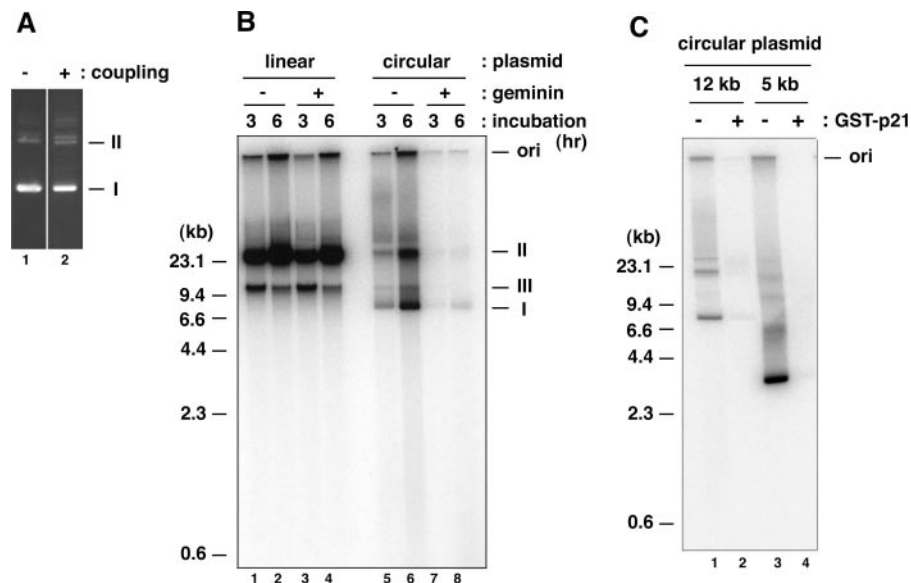 A
- + : coupling
II
I
1 2
B
linear circular : plasmid
- + - + : geminin
3 6 3 6 3 6 3 6 : incubation (hr)
ori
(kb)
II
23.1
III
9.4
I
6.6
4.4
2.3
0.6
1 2 3 4 5 6 7 8
C
circular plasmid
12 kb 5 kb
- + - + : GST-p21
ori
(kb)
23.1
9.4
6.6
4.4
2.3
0.6
1 2 3 4